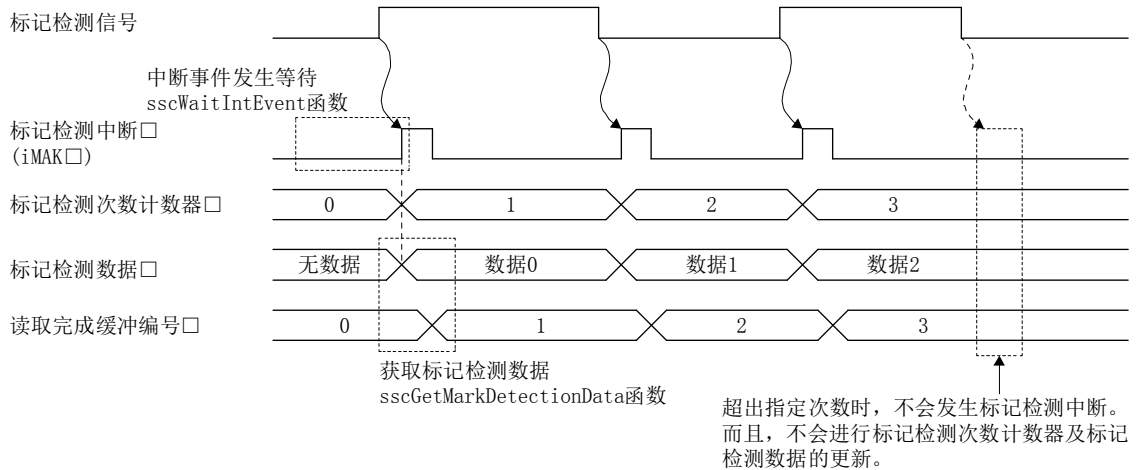 标记检测信号
中断事件发生等待
sscWaitIntEvent函数
标记检测中断□
(iMAK□)
标记检测次数计数器□
0
1
2
3
标记检测数据□
无数据
数据0
数据1
数据2
读取完成缓冲编号□
0
1
2
3
获取标记检测数据
sscGetMarkDetectionData函数
超出指定次数时，不会发生标记检测中断。
而且，不会进行标记检测次数计数器及标记
检测数据的更新。